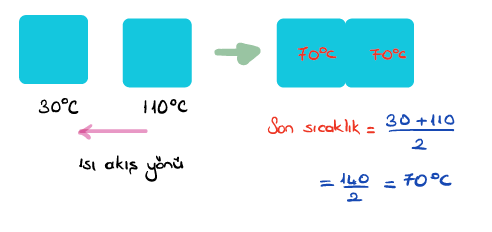 30°C 110°C
ısı akış yönü
70°C 70°C
Son sıcaklık = 30 + 110 / 2
= 140 / 2 = 70°C